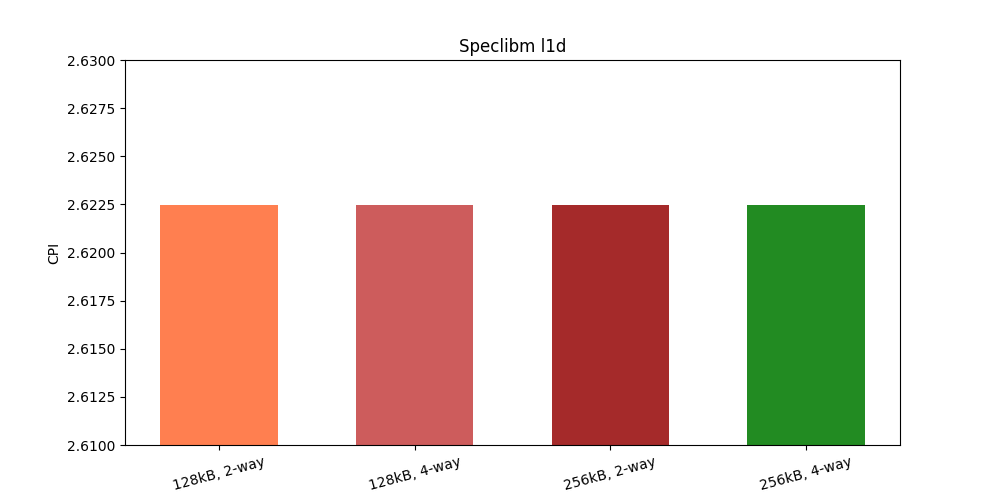 Speclibm l1d
2.6300
2.6275
2.6250
2.6225
2.6200
2.6175
2.6150
2.6125
2.6100
CPI
128kB, 2-way
128kB, 4-way
256kB, 2-way
256kB, 4-way